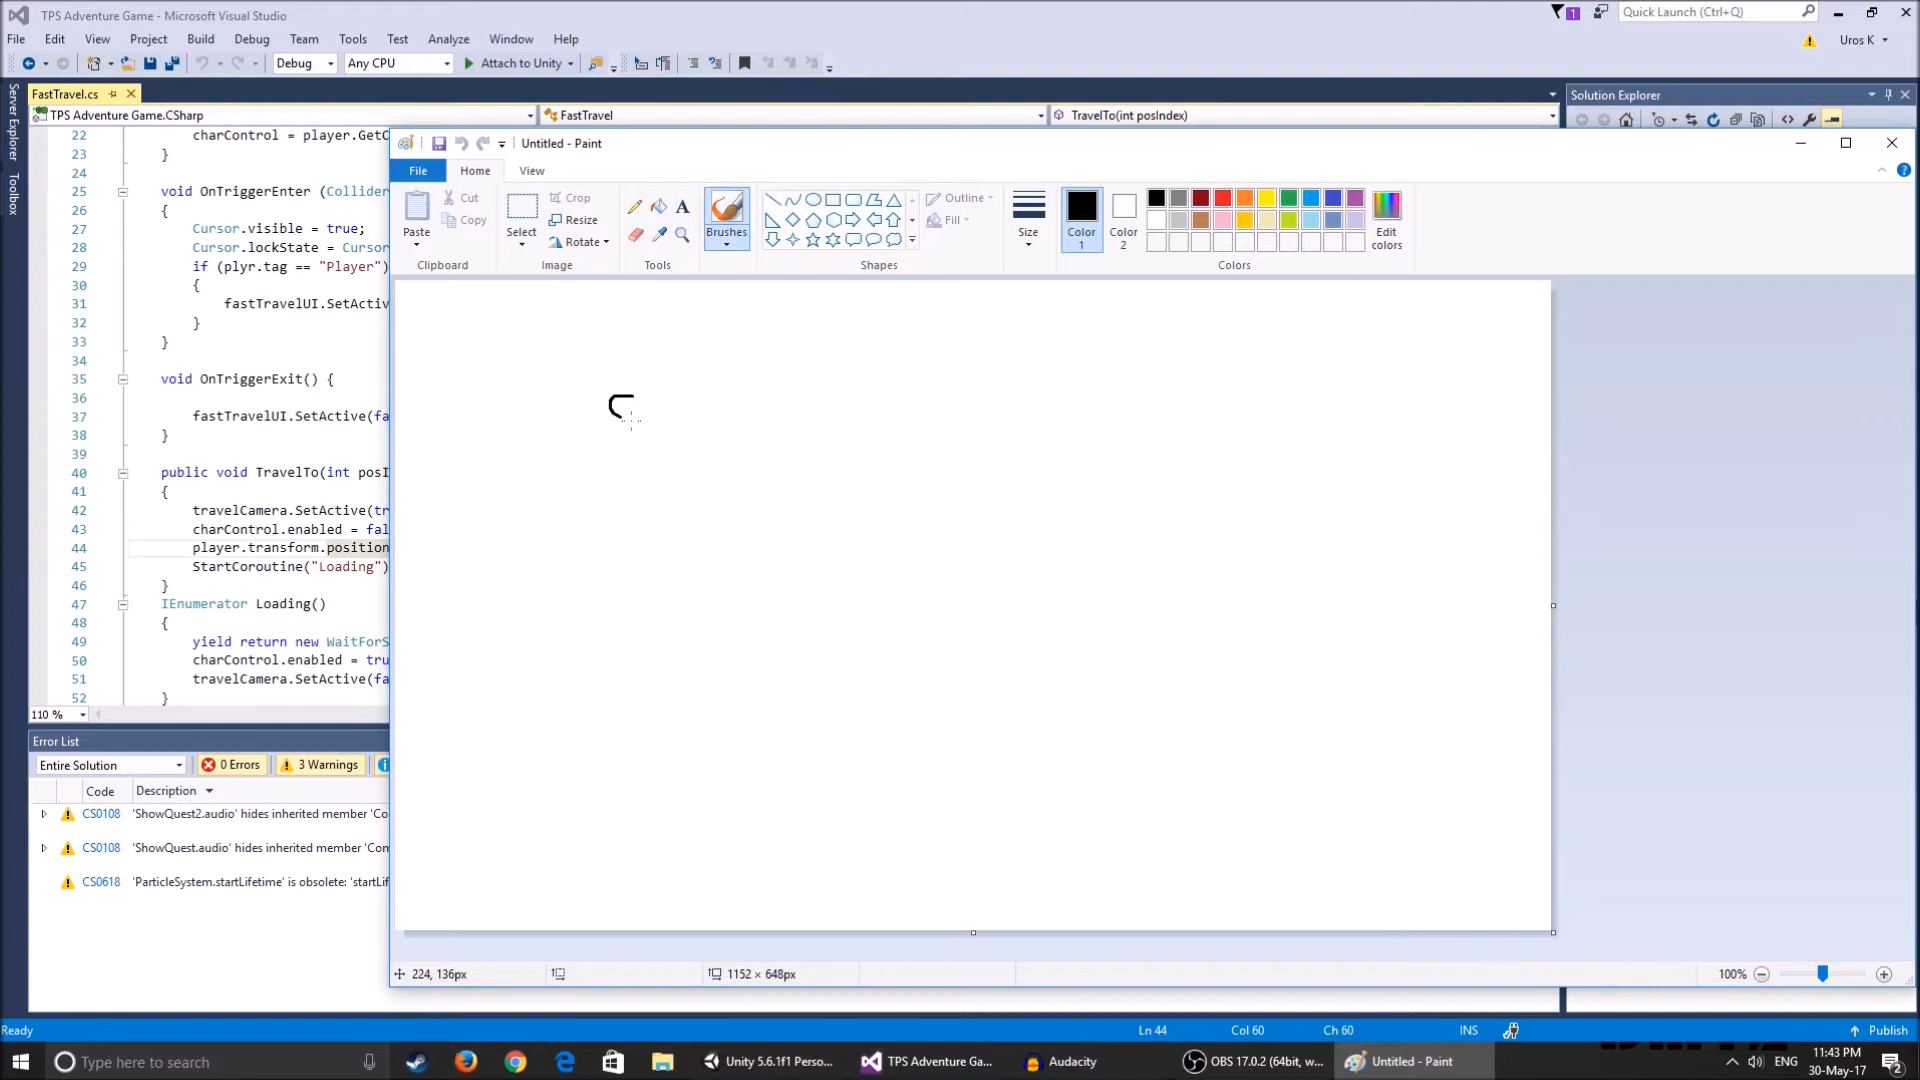 TPS Adventure Game - Microsoft Visual Studio
1
Quick Launch (Ctrl+Q)
File Edit View Project Build Debug Team Tools Test Analyze Window Help
Uros K
Debug
Any CPU
Attach to Unity
Server Explorer
Toolbox
FastTravel.cs
Solution Explorer
TPS Adventure Game.CSharp
FastTravel
TravelTo(int posIndex)
22 charControl = player.GetC
23 }
24
25 void OnTriggerEnter (Collider
26 {
27 Cursor.visible = true;
28 Cursor.lockState = Cursor
29 if (plyr.tag == "Player")
30 {
31 fastTravelUI.SetActiv
32 }
33 }
34
35 void OnTriggerExit() {
36
37 fastTravelUI.SetActive(fa
38 }
39
40 public void TravelTo(int posI
41 {
42 travelCamera.SetActive(tr
43 charControl.enabled = fal
44 player.transform.position
45 StartCoroutine("Loading")
46 }
47 IEnumerator Loading()
48 {
49 yield return new WaitForS
50 charControl.enabled = tru
51 travelCamera.SetActive(fa
52 }
110 %
Error List
Entire Solution
0 Errors
3 Warnings
Code
Description
CS0108 'ShowQuest2.audio' hides inherited member 'Co
CS0108 'ShowQuest.audio' hides inherited member 'Com
CS0618 'ParticleSystem.startLifetime' is obsolete: 'startLif
Untitled - Paint
File Home View
Paste
Cut
Copy
Clipboard
Select
Crop
Resize
Rotate
Image
Tools
Brushes
Shapes
Outline
Fill
Size
Color 1
Color 2
Edit colors
Colors
224, 136px
1152 × 648px
100%
Ready
Ln 44
Col 60
Ch 60
INS
Publish
Type here to search
Unity 5.6.1f1 Perso...
TPS Adventure Ga...
Audacity
OBS 17.0.2 (64bit, w...
Untitled - Paint
ENG
11:43 PM
30-May-17
2